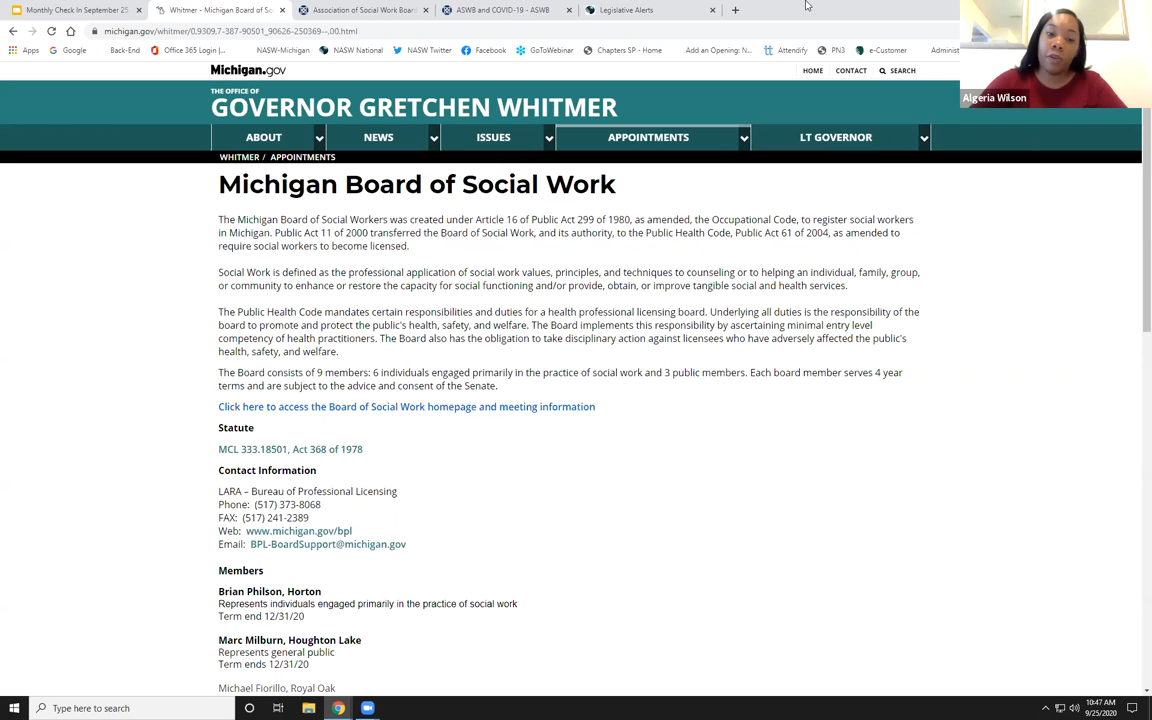 Monthly Check In September 25
Whitmer - Michigan Board of So
Association of Social Work Board
ASWB and COVID-19 - ASWB
Legislative Alerts
michigan.gov/whitmer/0,9309,7-387-90501_90626-250369--,00.html
Apps
Google
Back-End
Office 365 Login |...
NASW-Michigan
NASW Network
NASW Twitter
Facebook
GoToWebinar
Chapters SP - Home
Add an Opening: N...
Attendify
PN3
e-Customer
Adminis
Algeria Wilson
Michigan.gov
HOME CONTACT SEARCH
THE OFFICE OF
GOVERNOR GRETCHEN WHITMER
ABOUT NEWS ISSUES APPOINTMENTS LT GOVERNOR
WHITMER / APPOINTMENTS
Michigan Board of Social Work
The Michigan Board of Social Workers was created under Article 16 of Public Act 299 of 1980, as amended, the Occupational Code, to register social workers
in Michigan. Public Act 11 of 2000 transferred the Board of Social Work, and its authority, to the Public Health Code, Public Act 61 of 2004, as amended to
require social workers to become licensed.
Social Work is defined as the professional application of social work values, principles, and techniques to counseling or to helping an individual, family, group,
or community to enhance or restore the capacity for social functioning and/or provide, obtain, or improve tangible social and health services.
The Public Health Code mandates certain responsibilities and duties for a health professional licensing board. Underlying all duties is the responsibility of the
board to promote and protect the public's health, safety, and welfare. The Board implements this responsibility by ascertaining minimal entry level
competency of health practitioners. The Board also has the obligation to take disciplinary action against licensees who have adversely affected the public's
health, safety, and welfare.
The Board consists of 9 members: 6 individuals engaged primarily in the practice of social work and 3 public members. Each board member serves 4 year
terms and are subject to the advice and consent of the Senate.
Click here to access the Board of Social Work homepage and meeting information
Statute
MCL 333.18501, Act 368 of 1978
Contact Information
LARA – Bureau of Professional Licensing
Phone: (517) 373-8068
FAX: (517) 241-2389
Web: www.michigan.gov/bpl
Email: BPL-BoardSupport@michigan.gov
Members
Brian Philson, Horton
Represents individuals engaged primarily in the practice of social work
Term end 12/31/20
Marc Milburn, Houghton Lake
Represents general public
Term ends 12/31/20
Michael Fiorillo, Royal Oak
Type here to search
10:47 AM
9/25/2020